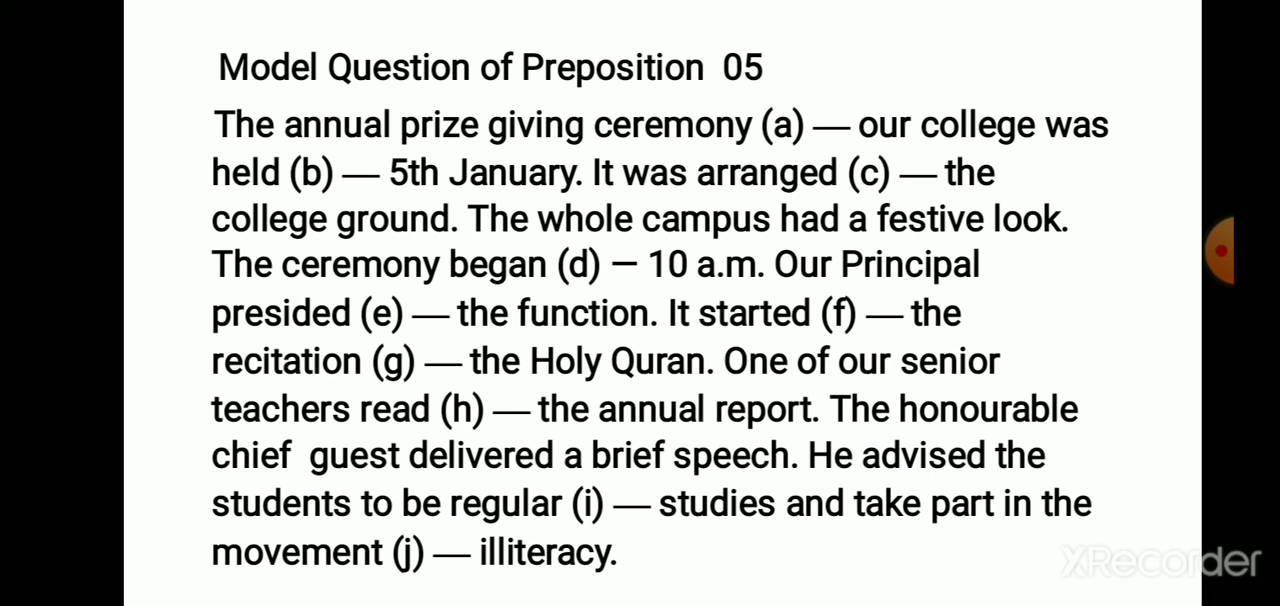 Model Question of Preposition 05
The annual prize giving ceremony (a) — our college was
held (b) — 5th January. It was arranged (c) — the
college ground. The whole campus had a festive look.
The ceremony began (d) — 10 a.m. Our Principal
presided (e) — the function. It started (f) — the
recitation (g) — the Holy Quran. One of our senior
teachers read (h) — the annual report. The honourable
chief guest delivered a brief speech. He advised the
students to be regular (i) — studies and take part in the
movement (j) — illiteracy.
XRecorder